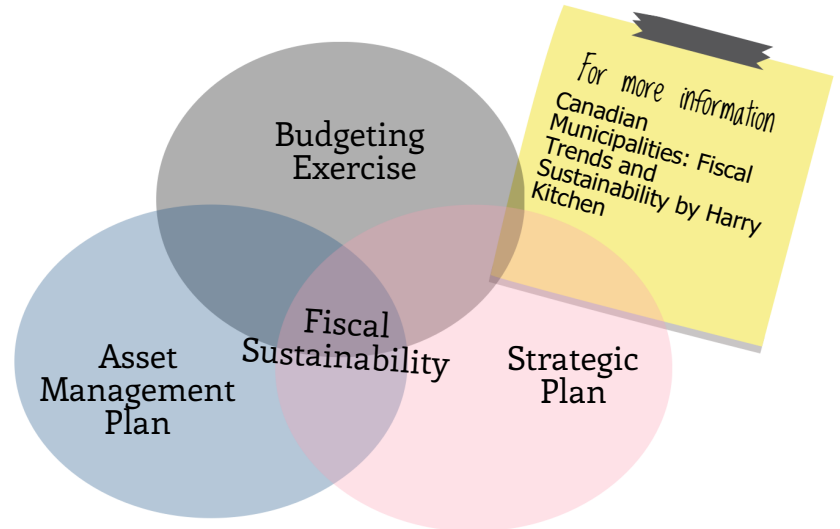 Budgeting
Exercise
For more information
Canadian
Municipalities: Fiscal
Trends and
Sustainability by Harry
Kitchen
Fiscal
Sustainability
Asset
Management
Plan
Strategic
Plan